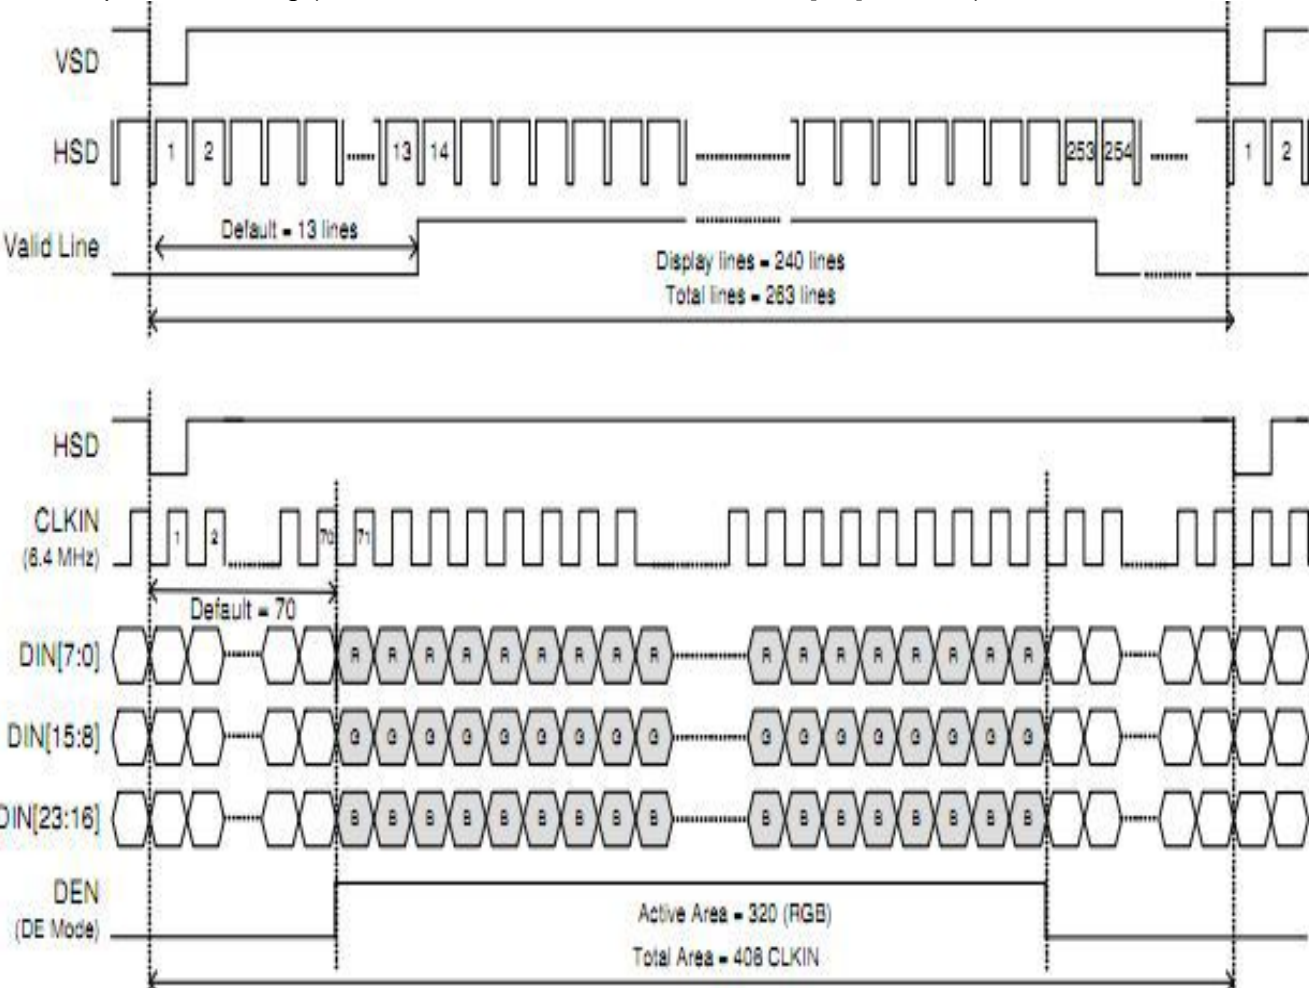 VSD
HSD
1 2 13 14 253 254 1 2
Valid Line
Default = 13 lines
Display lines = 240 lines
Total lines = 263 lines
HSD
CLKIN
(6.4 MHz)
1 2 70 71
Default = 70
DIN[7:0]
R R R R R R R R R R R R R R R R R
DIN[15:8]
G G G G G G G G G G G G G G G G G
DIN[23:16]
B B B B B B B B B B B B B B B B B
DEN
(DE Mode)
Active Area = 320 (RGB)
Total Area = 408 CLKIN